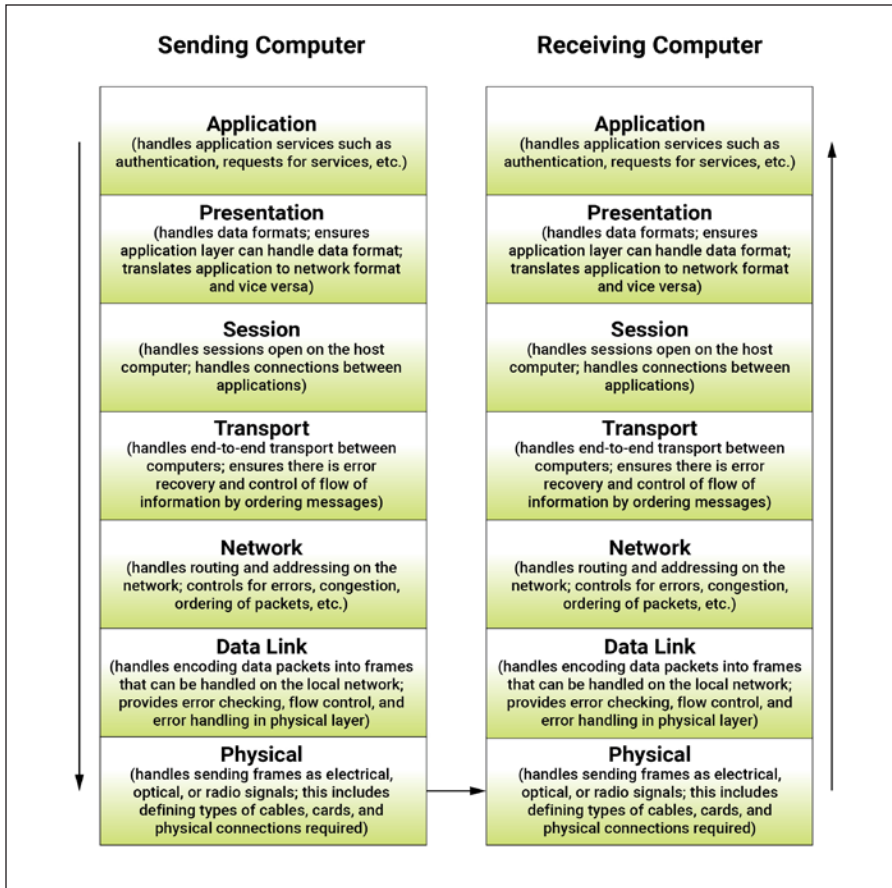 Sending Computer
Application
(handles application services such as
authentication, requests for services, etc.)
Presentation
(handles data formats; ensures
application layer can handle data format;
translates application to network format
and vice versa)
Session
(handles sessions open on the host
computer; handles connections between
applications)
Transport
(handles end-to-end transport between
computers; ensures there is error
recovery and control of flow of
information by ordering messages)
Network
(handles routing and addressing on the
network; controls for errors, congestion,
ordering of packets, etc.)
Data Link
(handles encoding data packets into frames
that can be handled on the local network;
provides error checking, flow control, and
error handling in physical layer)
Physical
(handles sending frames as electrical,
optical, or radio signals; this includes
defining types of cables, cards, and
physical connections required)
Receiving Computer
Application
(handles application services such as
authentication, requests for services, etc.)
Presentation
(handles data formats; ensures
application layer can handle data format;
translates application to network format
and vice versa)
Session
(handles sessions open on the host
computer; handles connections between
applications)
Transport
(handles end-to-end transport between
computers; ensures there is error
recovery and control of flow of
information by ordering messages)
Network
(handles routing and addressing on the
network; controls for errors, congestion,
ordering of packets, etc.)
Data Link
(handles encoding data packets into frames
that can be handled on the local network;
provides error checking, flow control, and
error handling in physical layer)
Physical
(handles sending frames as electrical,
optical, or radio signals; this includes
defining types of cables, cards, and
physical connections required)